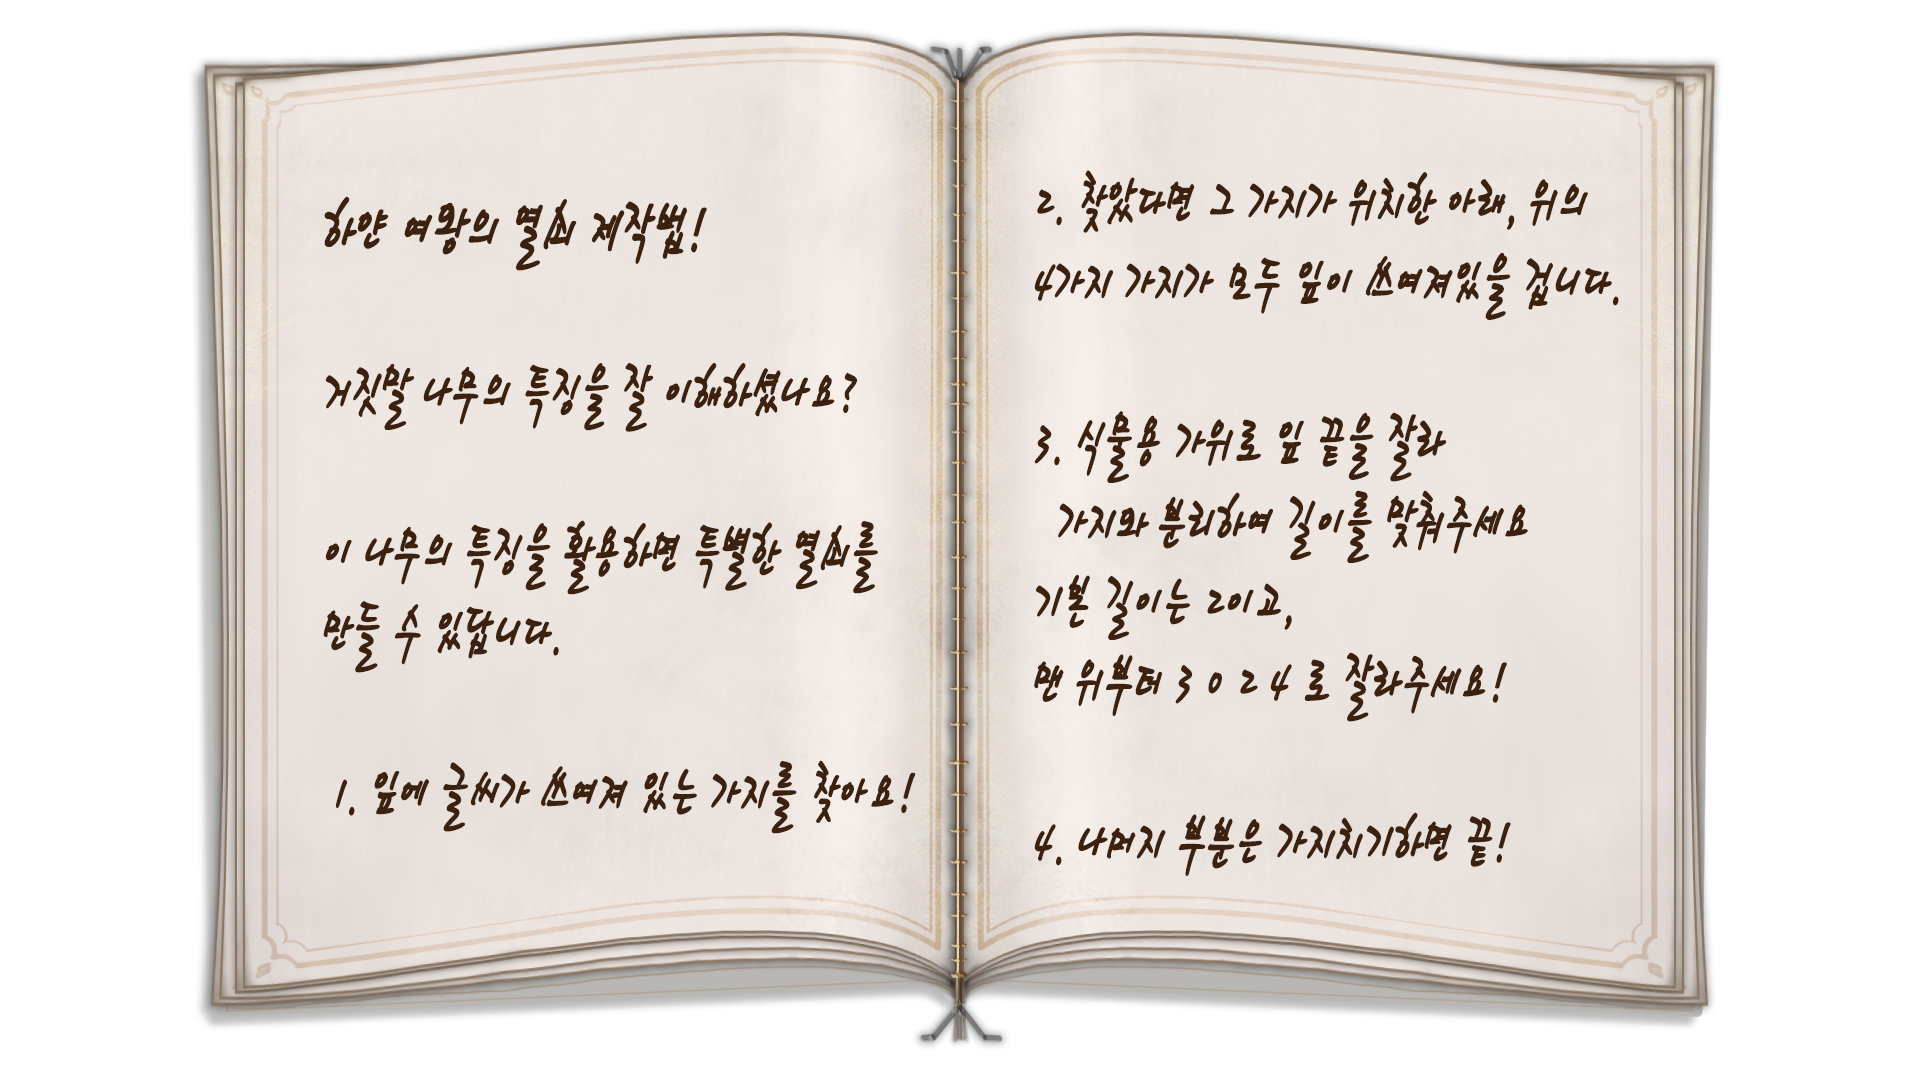 하얀 여왕의 열쇠 제작법!
거짓말 나무의 특징을 잘 이해하셨나요?
이 나무의 특징을 활용하면 특별한 열쇠를
만들 수 있답니다.
1. 잎에 글씨가 쓰여져 있는 가지를 찾아요!
2. 찾았다면 그 가지가 위치한 아래, 위의
4가지 가지가 모두 잎이 쓰여져있을 겁니다.
3. 식물용 가위로 잎 끝을 잘라
가지와 분리하여 길이를 맞춰주세요
기본 길이는 2이고,
맨 위부터 3 0 2 4 로 잘라주세요!
4. 나머지 부분은 가지치기하면 끝!